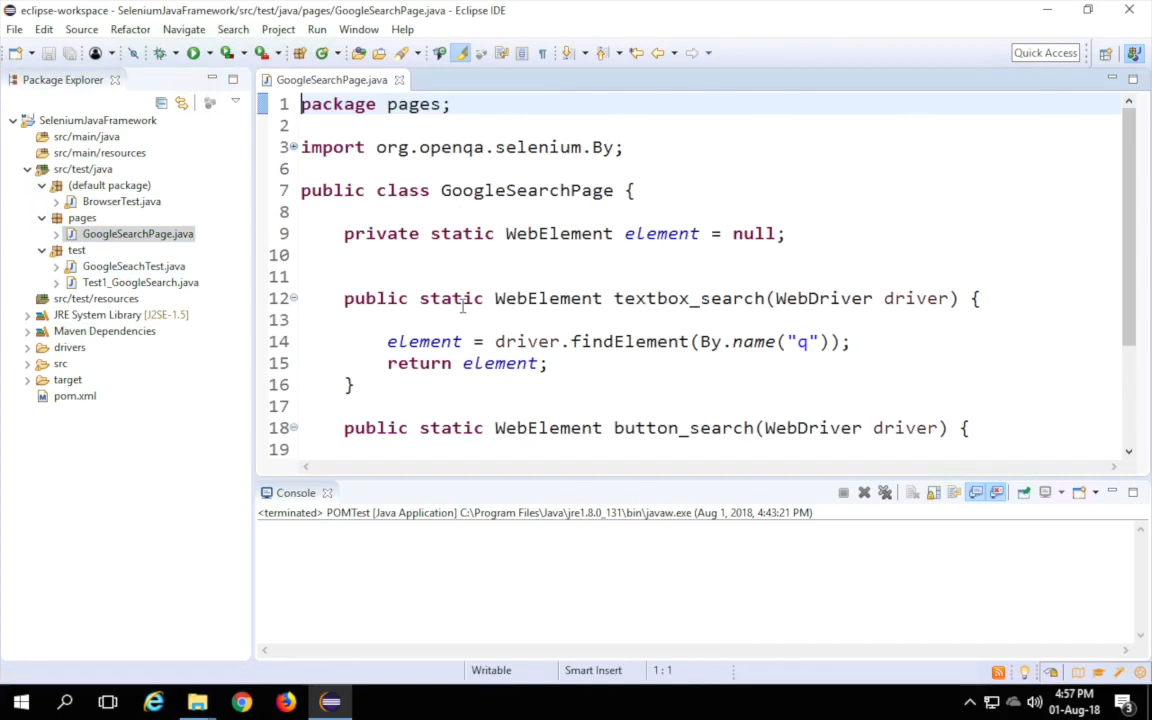 eclipse-workspace - SeleniumJavaFramework/src/test/java/pages/GoogleSearchPage.java - Eclipse IDE
File Edit Source Refactor Navigate Search Project Run Window Help
Quick Access
Package Explorer
SeleniumJavaFramework
src/main/java
src/main/resources
src/test/java
(default package)
BrowserTest.java
pages
GoogleSearchPage.java
test
GoogleSeachTest.java
Test1_GoogleSearch.java
src/test/resources
JRE System Library [J2SE-1.5]
Maven Dependencies
drivers
src
target
pom.xml
GoogleSearchPage.java
1 package pages;
2
3 import org.openqa.selenium.By;
6
7 public class GoogleSearchPage {
8
9 private static WebElement element = null;
10
11
12 public static WebElement textbox_search(WebDriver driver) {
13
14 element = driver.findElement(By.name("q"));
15 return element;
16 }
17
18 public static WebElement button_search(WebDriver driver) {
19
Console
<terminated> POMTest [Java Application] C:\Program Files\Java\jre1.8.0_131\bin\javaw.exe (Aug 1, 2018, 4:43:21 PM)
Writable Smart Insert 1 : 1
4:57 PM
01-Aug-18
3